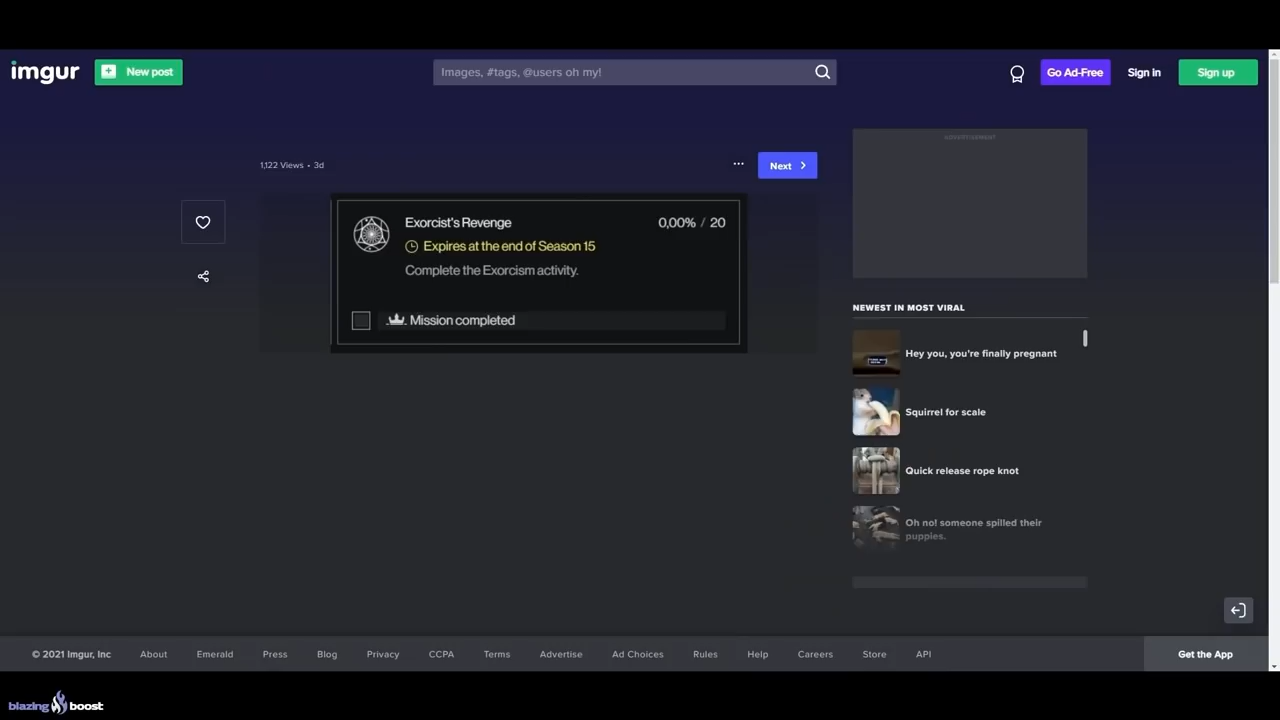 imgur
New post
Images, #tags, @users oh my!
Go Ad-Free
Sign in
Sign up
1,122 Views • 3d
Next
ADVERTISEMENT
Exorcist's Revenge
0,00% / 20
Expires at the end of Season 15
Complete the Exorcism activity.
Mission completed
NEWEST IN MOST VIRAL
Hey you, you're finally pregnant
Squirrel for scale
Quick release rope knot
Oh no! someone spilled their
puppies.
© 2021 Imgur, Inc
About
Emerald
Press
Blog
Privacy
CCPA
Terms
Advertise
Ad Choices
Rules
Help
Careers
Store
API
Get the App
blazing boost